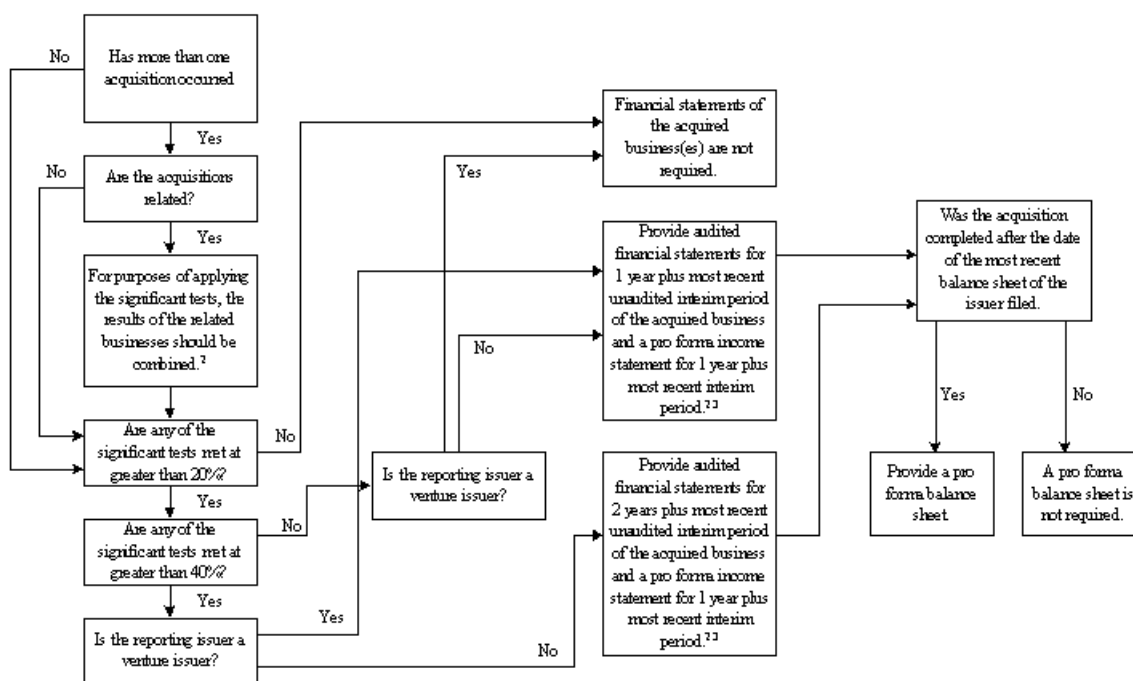 No
Has more than one
acquisition occurred
Yes
No
Are the acquisitions
related?
Yes
For purposes of applying
the significant tests, the
results of the related
businesses should be
combined.²
Are any of the
significant tests met at
greater than 20%?
No
Yes
Are any of the
significant tests met at
greater than 40%?
No
Yes
Is the reporting issuer a
venture issuer?
Yes
No
Is the reporting issuer a
venture issuer?
Yes
No
Financial statements of
the acquired
business(es) are not
required.
Provide audited
financial statements for
1 year plus most recent
unaudited interim period
of the acquired business
and a pro forma income
statement for 1 year plus
most recent interim
period.²³
Provide audited
financial statements for
2 years plus most recent
unaudited interim period
of the acquired business
and a pro forma income
statement for 1 year plus
most recent interim
period.²³
Was the acquisition
completed after the date
of the most recent
balance sheet of the
issuer filed.
Yes
No
Provide a pro
forma balance
sheet.
A pro forma
balance sheet is
not required.